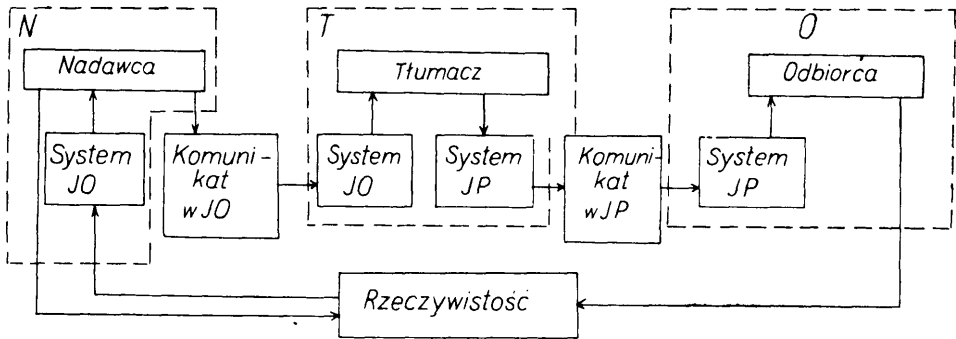 N
T
O
Nadawca
Tłumacz
Odbiorca
System
JO
Komuni-
kat
w JO
System
JO
System
JP
Komuni-
kat
w JP
System
JP
Rzeczywistość